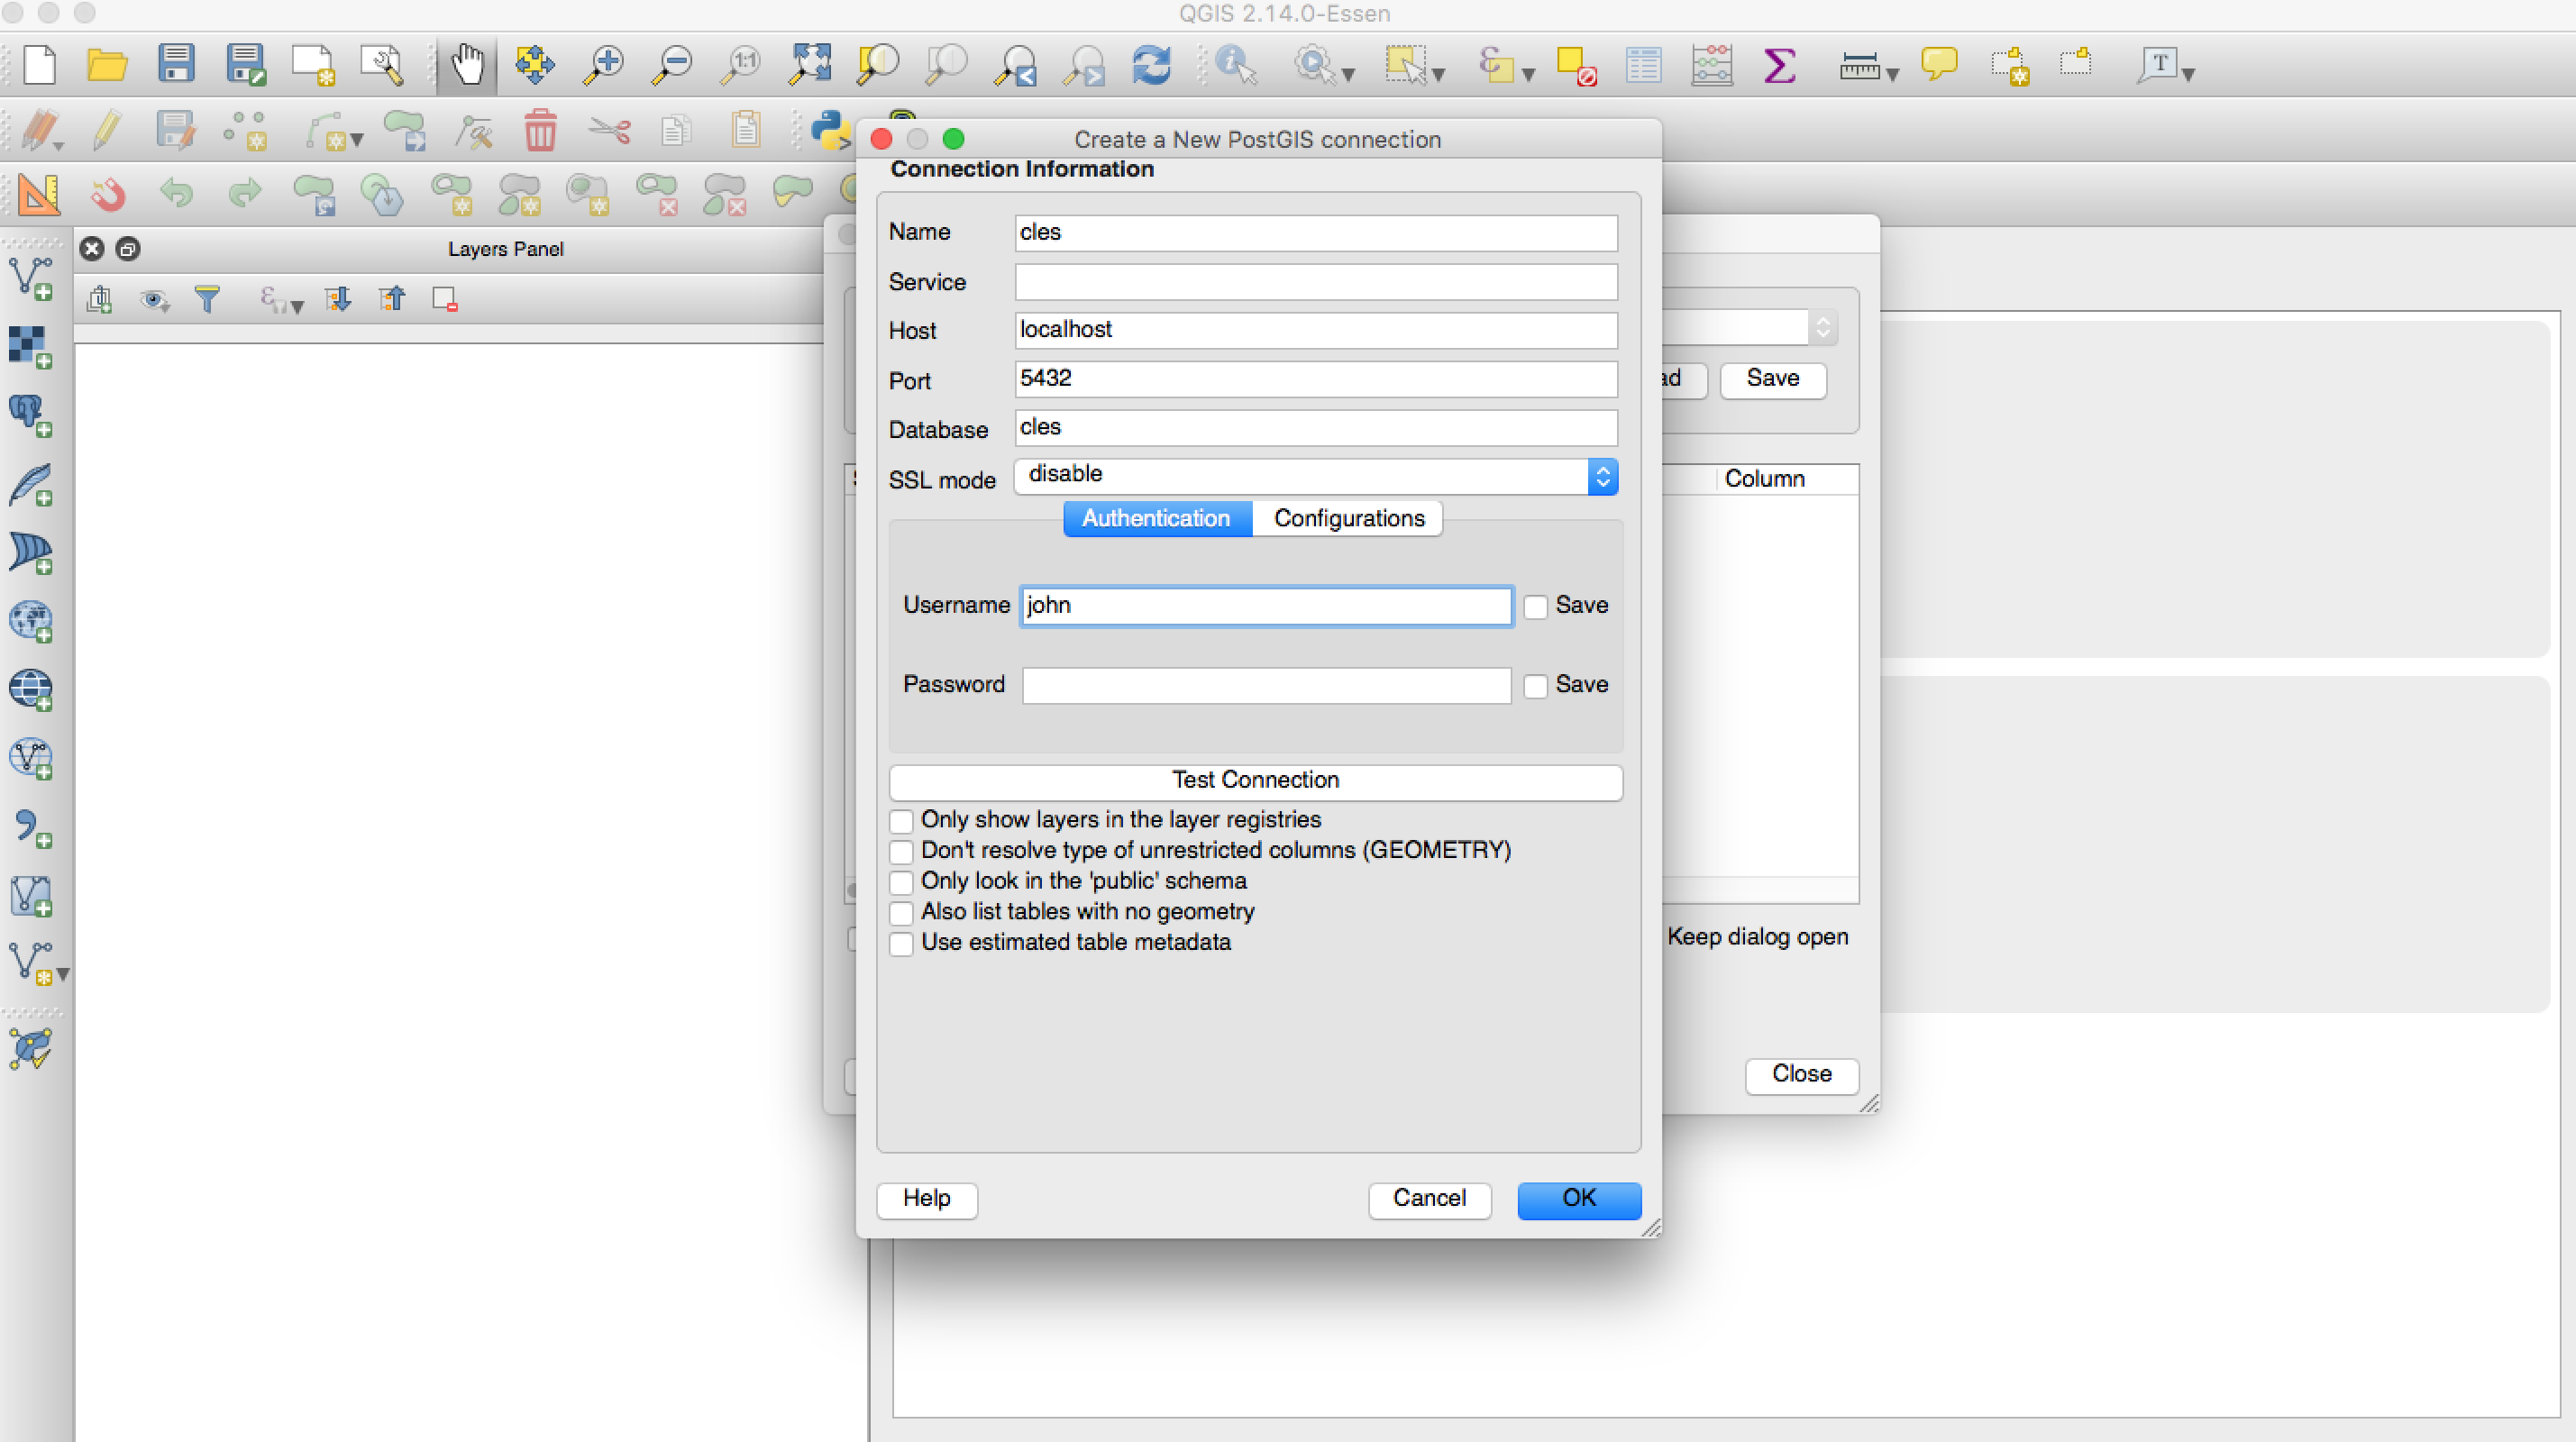 QGIS 2.14.0-Essen
1:1
T
Create a New PostGIS connection
Connection Information
Layers Panel
Name cles
Service
Host localhost
Port 5432
Save
Database cles
SSL mode disable
Column
Authentication Configurations
Username john Save
Password Save
Test Connection
Only show layers in the layer registries
Don't resolve type of unrestricted columns (GEOMETRY)
Only look in the 'public' schema
Also list tables with no geometry
Use estimated table metadata
Keep dialog open
Close
Help Cancel OK